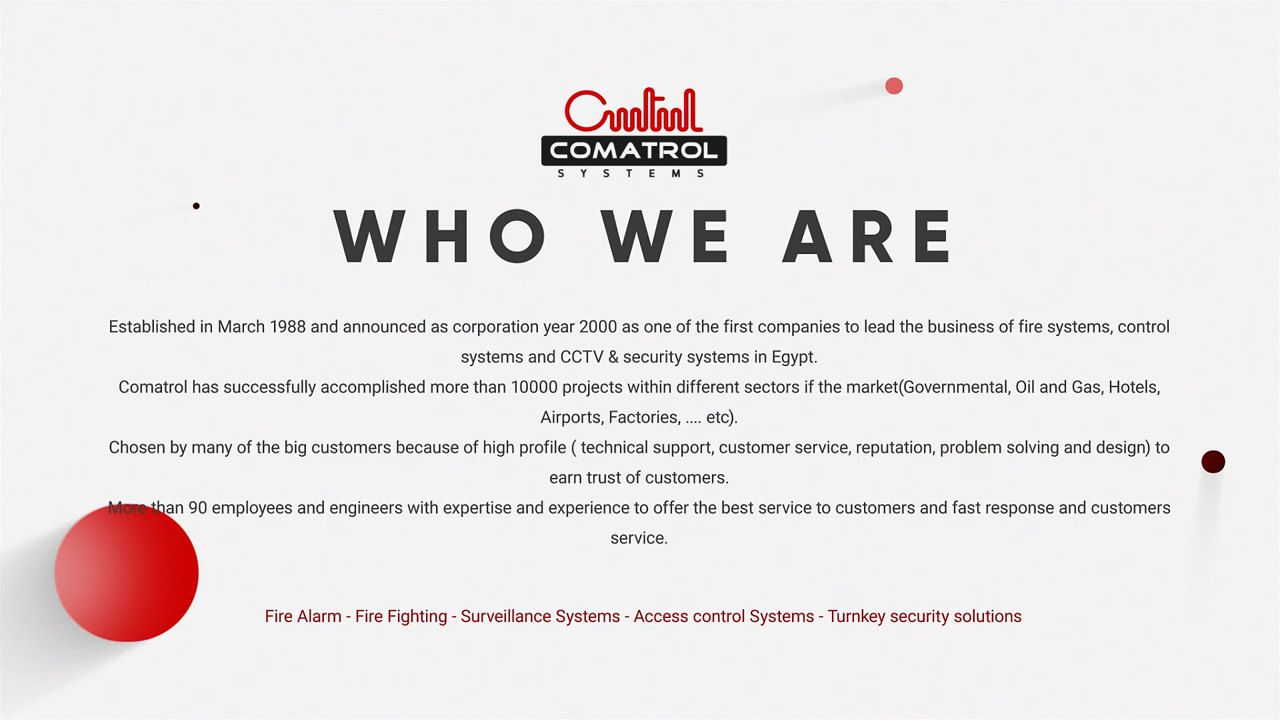 Control
COMATROL
SYSTEMS
WHO WE ARE
Established in March 1988 and announced as corporation year 2000 as one of the first companies to lead the business of fire systems, control
systems and CCTV & security systems in Egypt.
Comatrol has successfully accomplished more than 10000 projects within different sectors if the market(Governmental, Oil and Gas, Hotels,
Airports, Factories, .... etc).
Chosen by many of the big customers because of high profile ( technical support, customer service, reputation, problem solving and design) to
earn trust of customers.
More than 90 employees and engineers with expertise and experience to offer the best service to customers and fast response and customers
service.
Fire Alarm - Fire Fighting - Surveillance Systems - Access control Systems - Turnkey security solutions